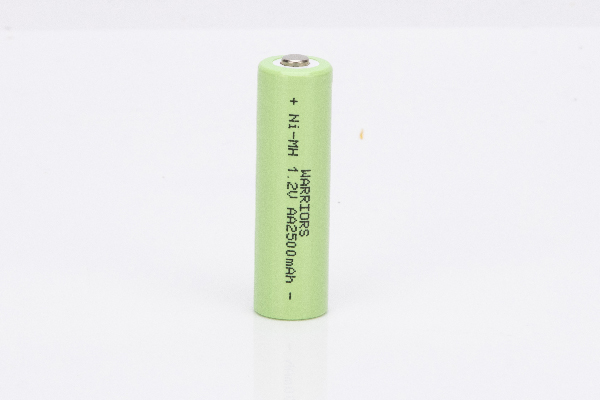 WARRIORS
+ Ni-MH 1.2V AA2500mAh -